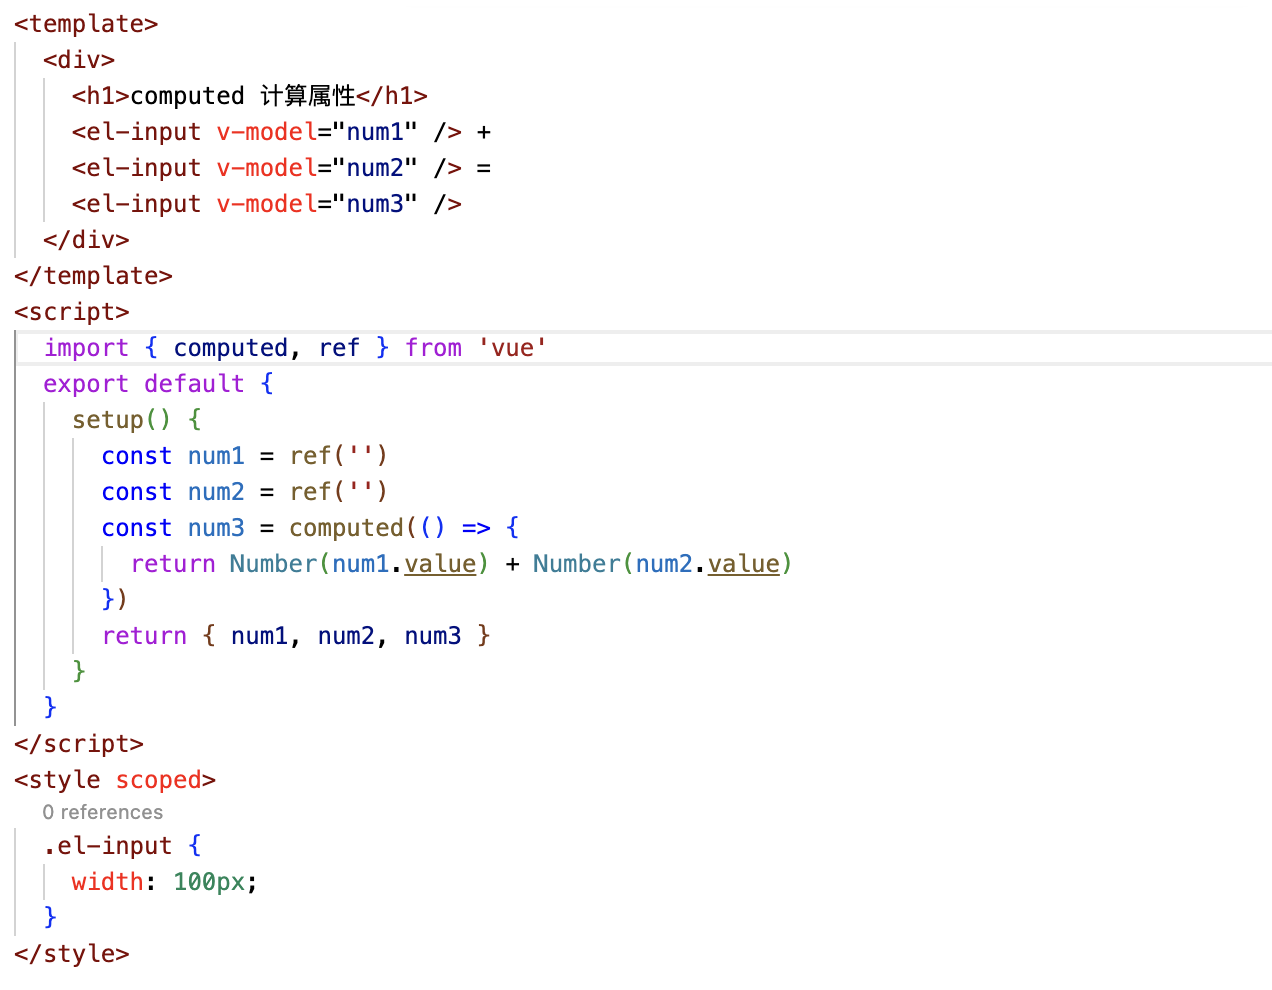 <template>
<div>
<h1>computed 计算属性</h1>
<el-input v-model="num1" /> +
<el-input v-model="num2" /> =
<el-input v-model="num3" />
</div>
</template>
<script>
import { computed, ref } from 'vue'
export default {
setup() {
const num1 = ref('')
const num2 = ref('')
const num3 = computed(() => {
return Number(num1.value) + Number(num2.value)
})
return { num1, num2, num3 }
}
}
</script>
<style scoped>
0 references
.el-input {
width: 100px;
}
</style>